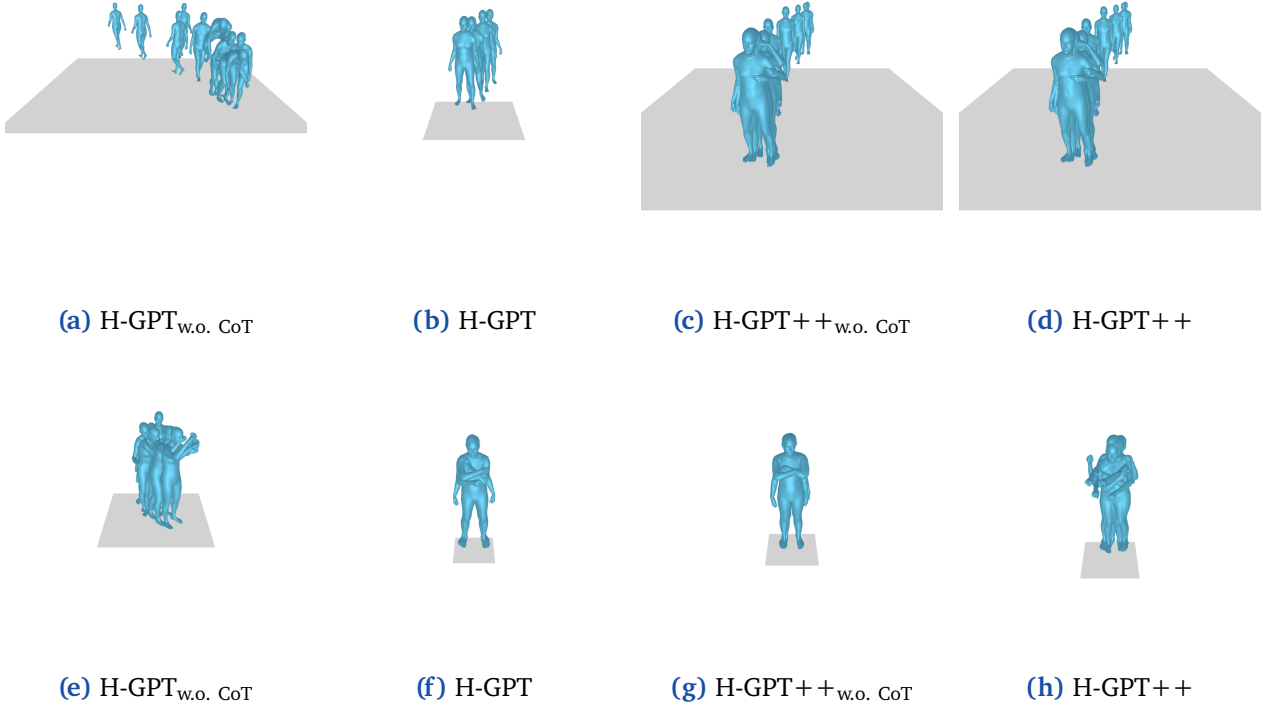 (a) H-GPTw.o. CoT (b) H-GPT (c) H-GPT++w.o. CoT (d) H-GPT++
(e) H-GPTw.o. CoT (f) H-GPT (g) H-GPT++w.o. CoT (h) H-GPT++